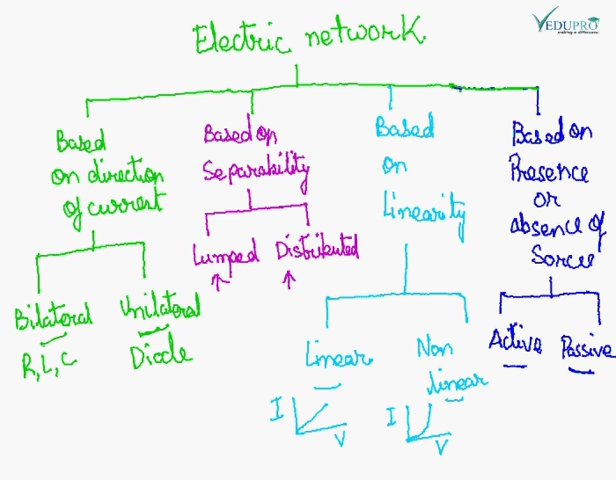 VEDUPRO
making a difference
Electric network
Based
on direction
of current
Based on
Separability
Based
on
Linearity
Based on
Presence
or
absence of
Sorce
Bilateral
R, L, C
Unilateral
Diode
Lumped
Distributed
Linear
I
V
Non
linear
I
V
Active
Passive